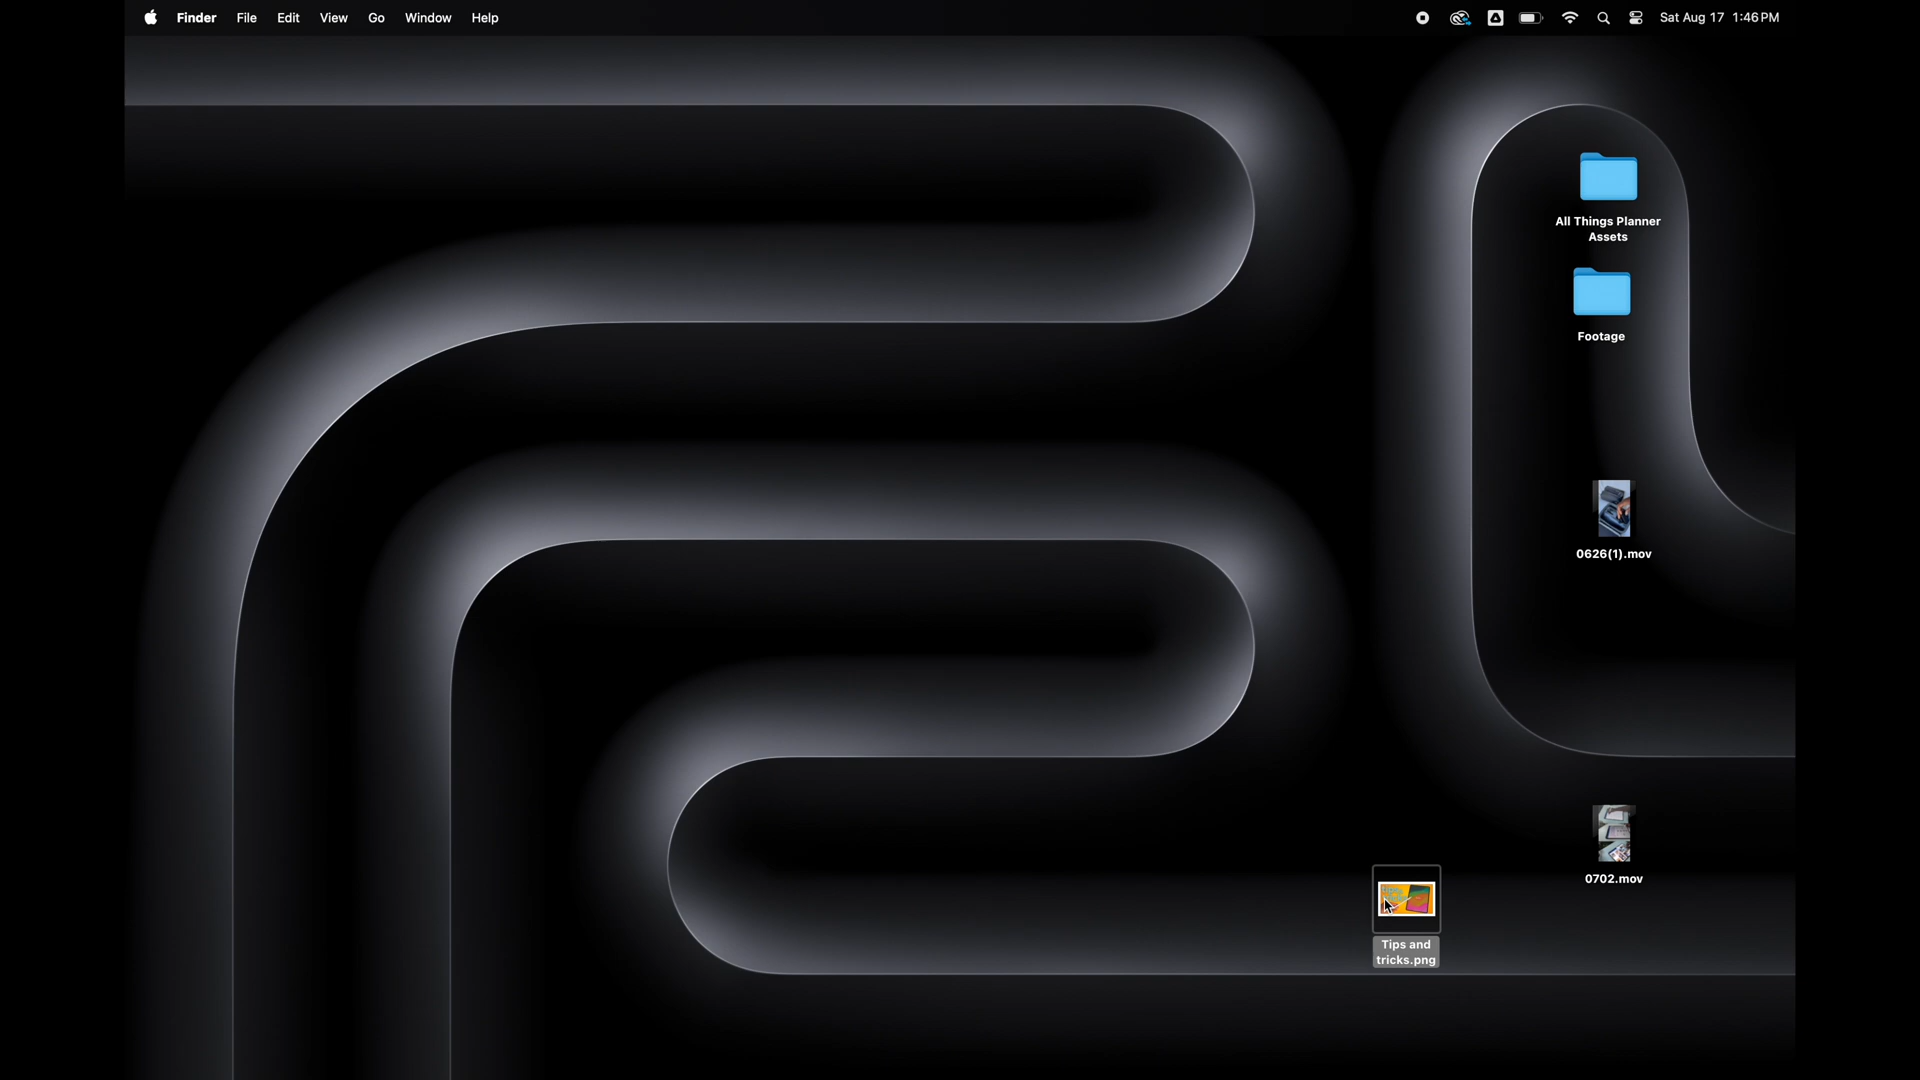 Finder File Edit View Go Window Help Sat Aug 17 1:46 PM
All Things Planner
Assets
Footage
0626(1).mov
0702.mov
Tips and
tricks.png